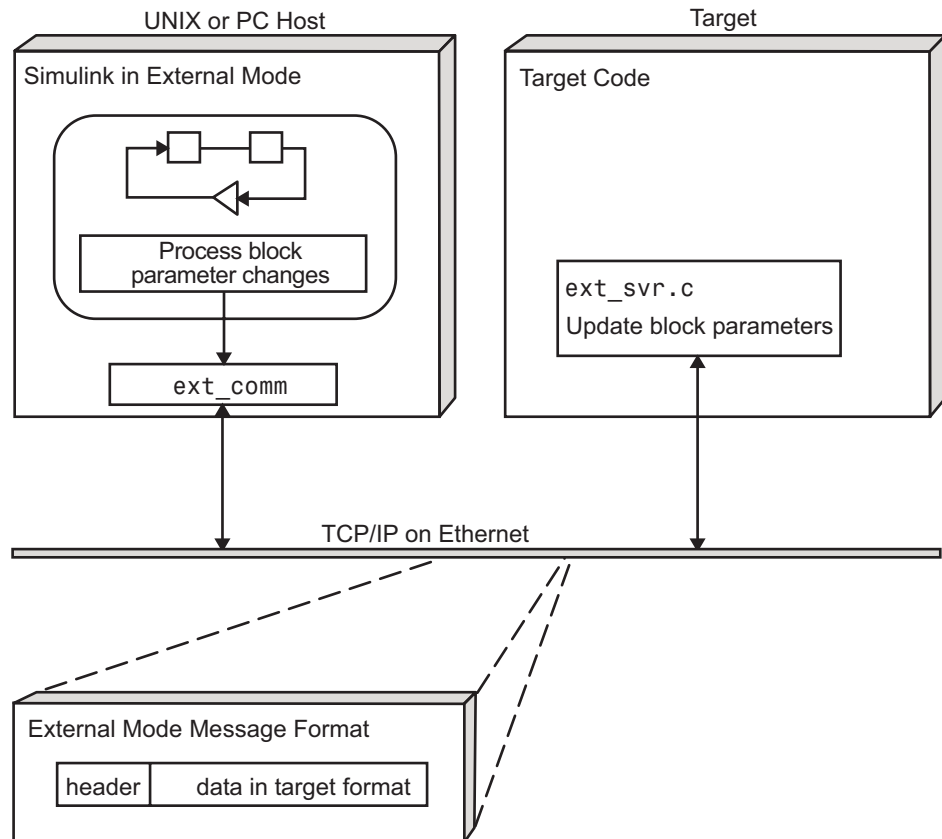 UNIX or PC Host
Simulink in External Mode
Process block
parameter changes
ext_comm
Target
Target Code
ext_svr.c
Update block parameters
TCP/IP on Ethernet
External Mode Message Format
header
data in target format